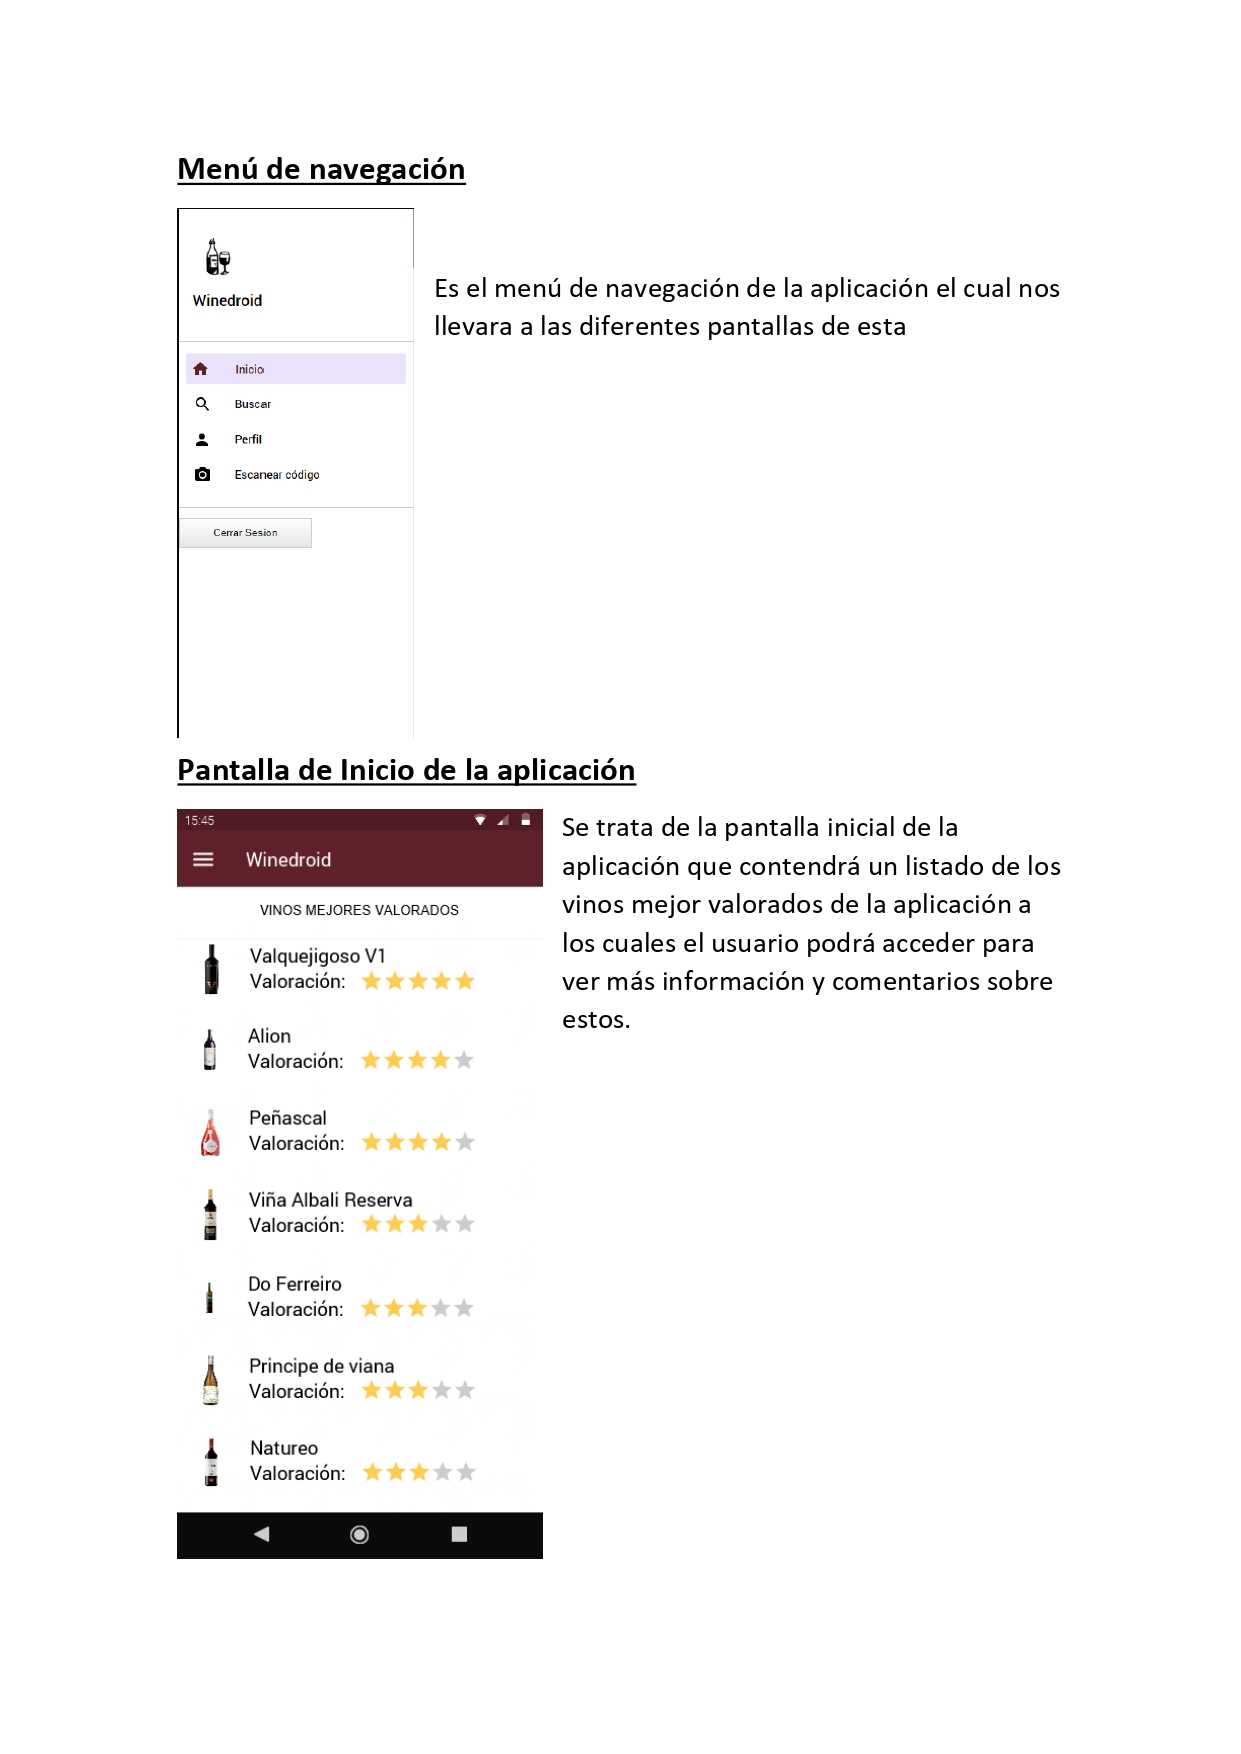 Menú de navegación
Winedroid
Inicio
Buscar
Perfil
Escanear código
Cerrar Sesion
Es el menú de navegación de la aplicación el cual nos
llevara a las diferentes pantallas de esta
Pantalla de Inicio de la aplicación
15:45
Winedroid
VINOS MEJORES VALORADOS
Valquejigoso V1
Valoración:
Alion
Valoración:
Peñascal
Valoración:
Viña Albali Reserva
Valoración:
Do Ferreiro
Valoración:
Principe de viana
Valoración:
Natureo
Valoración:
Se trata de la pantalla inicial de la
aplicación que contendrá un listado de los
vinos mejor valorados de la aplicación a
los cuales el usuario podrá acceder para
ver más información y comentarios sobre
estos.